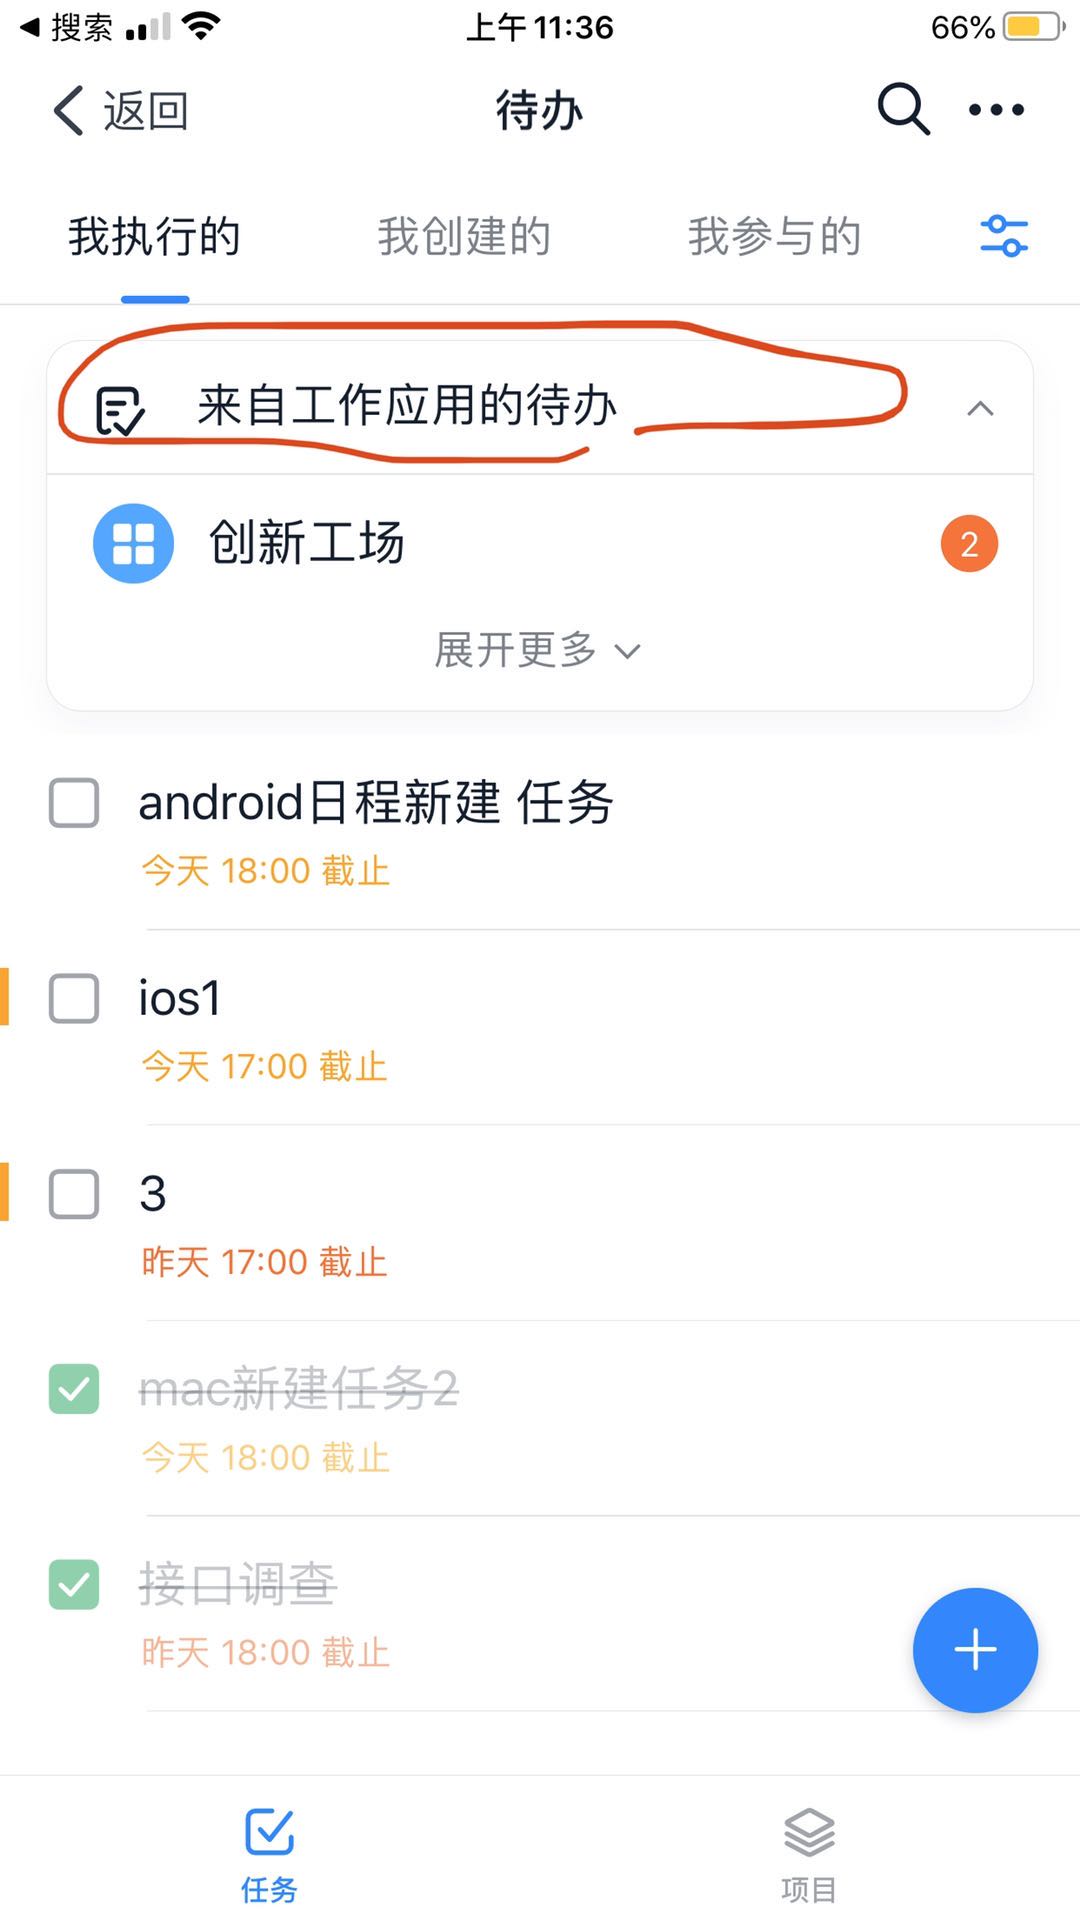 搜索
上午11:36
66%
返回
待办
我执行的
我创建的
我参与的
来自工作应用的待办
创新工场
2
展开更多
android日程新建 任务
今天 18:00 截止
ios1
今天 17:00 截止
3
昨天 17:00 截止
mac新建任务2
今天 18:00 截止
接口调查
昨天 18:00 截止
任务
项目